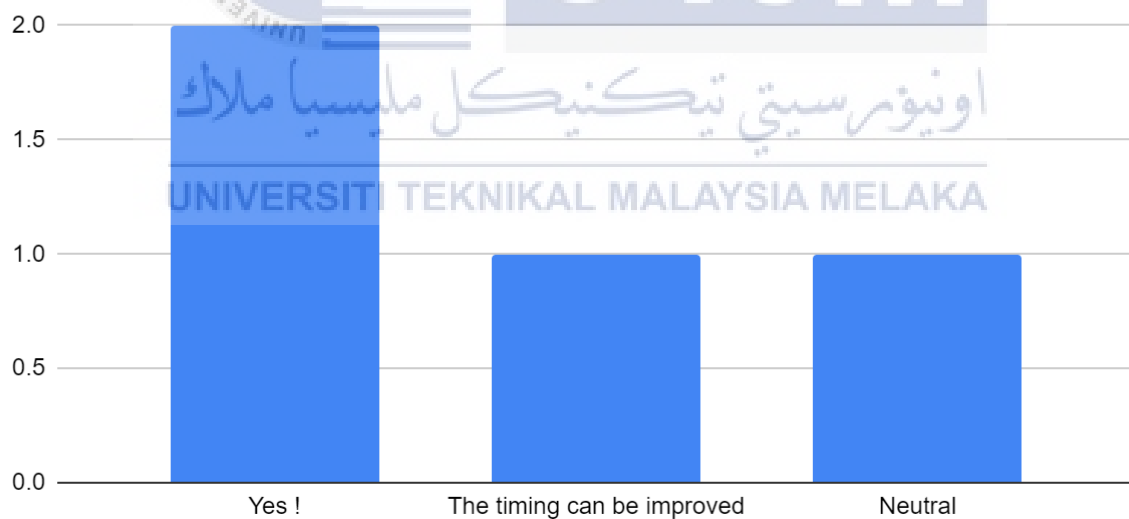 2.0
اونيۏرسيتي تيكنيكل مليسيا ملاك
1.5
UNIVERSITI TEKNIKAL MALAYSIA MELAKA
1.0
0.5
0.0
Yes !
The timing can be improved
Neutral